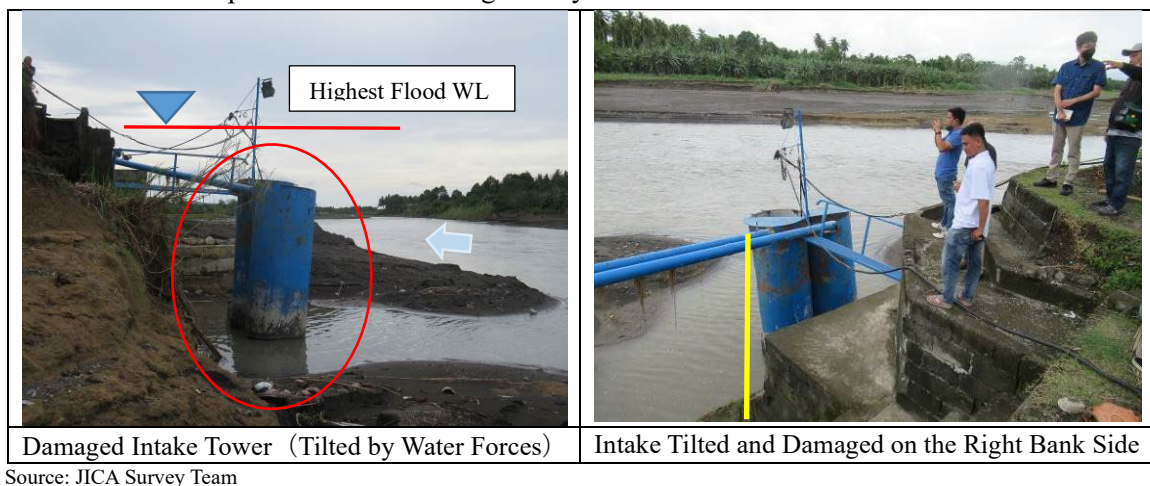 Highest Flood WL
Damaged Intake Tower（Tilted by Water Forces）
Intake Tilted and Damaged on the Right Bank Side
Source: JICA Survey Team